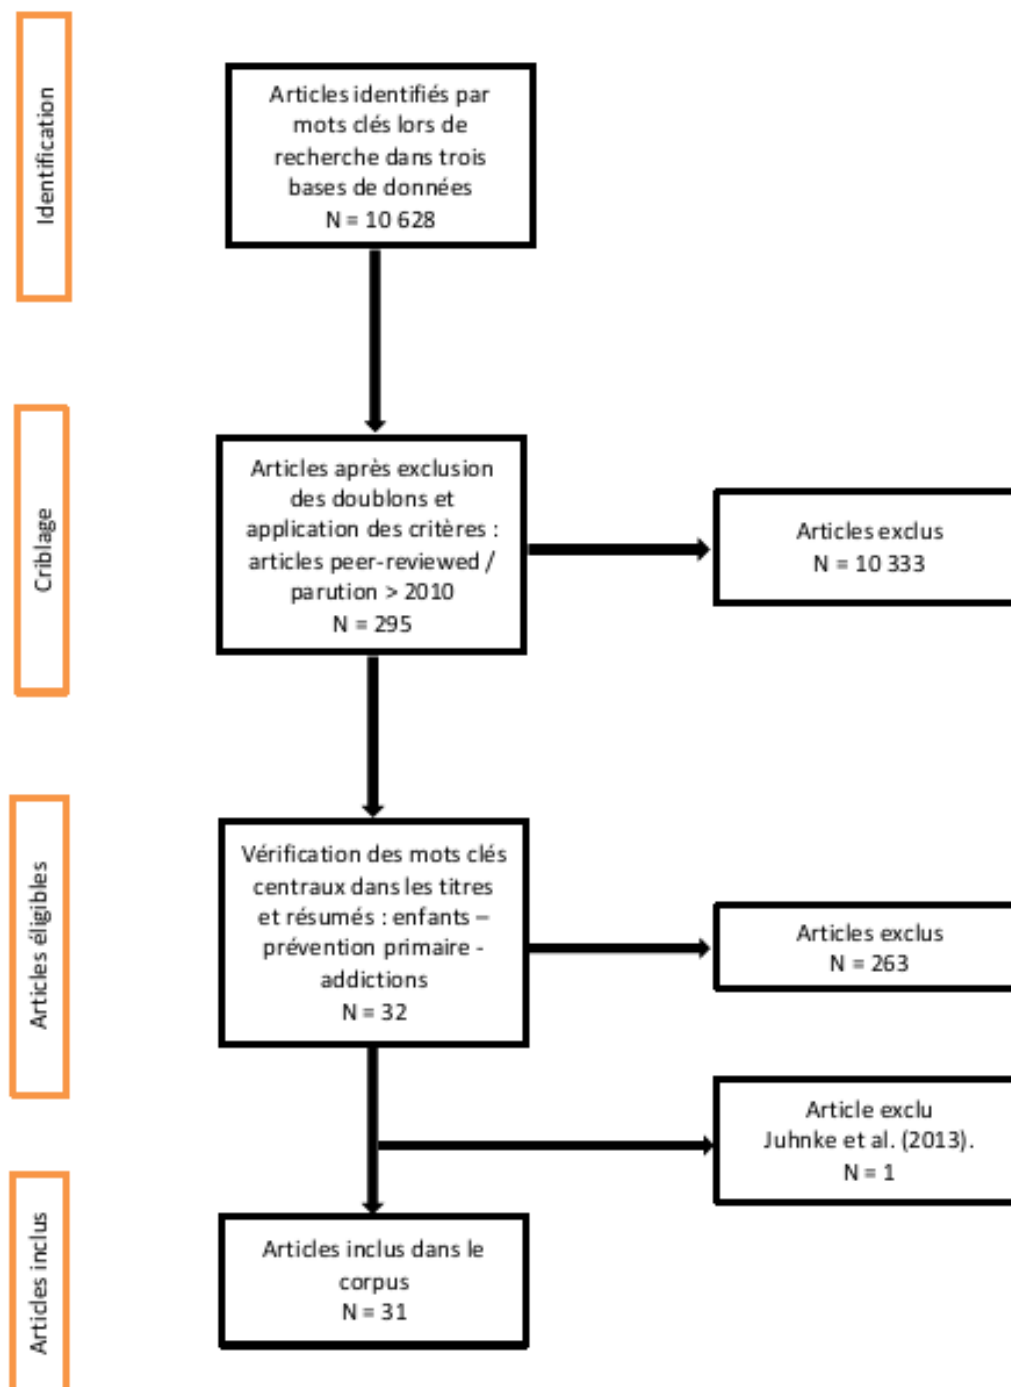 Identification
Articles identifiés par
mots clés lors de
recherche dans trois
bases de données
N = 10 628
Criblage
Articles après exclusion
des doublons et
application des critères :
articles peer-reviewed /
parution > 2010
N = 295
Articles exclus
N = 10 333
Articles éligibles
Vérification des mots clés
centraux dans les titres
et résumés : enfants –
prévention primaire -
addictions
N = 32
Articles exclus
N = 263
Article exclu
Juhnke et al. (2013).
N = 1
Articles inclus
Articles inclus dans le
corpus
N = 31